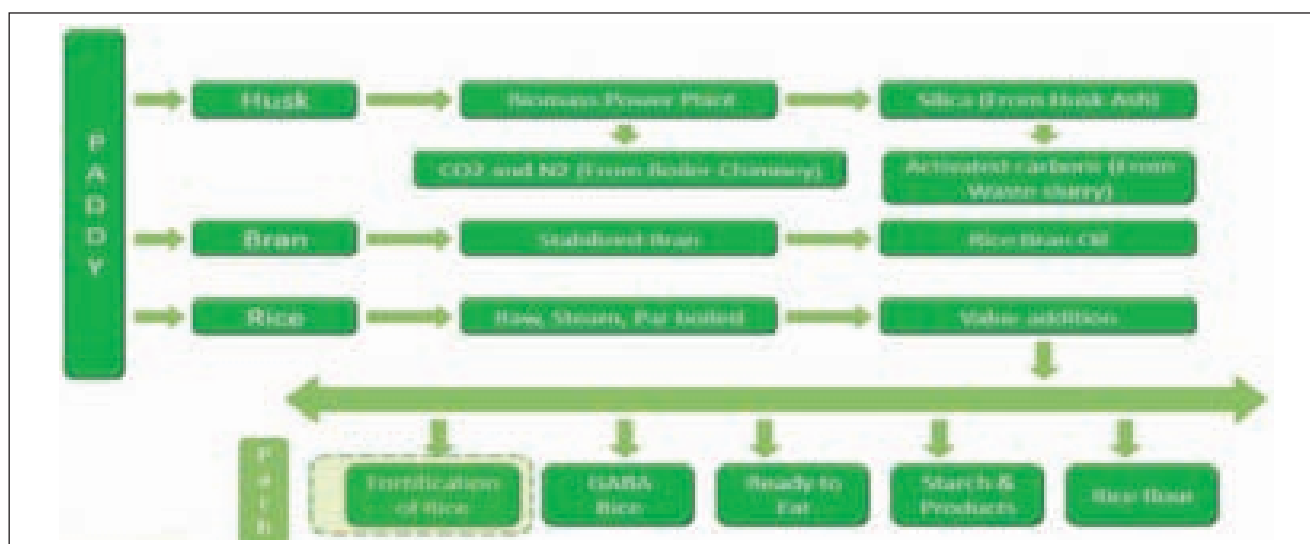 PADDY
Husk
Biomass Power Plant
Silica (From Husk Ash)
CO2 and N2 (From Boiler Chimney)
Activated carbons (From
Waste slurry)
Bran
Stabilized Bran
Rice Bran Oil
Rice
Raw, Steam, Par boiled
Value addition
Fortification
of Rice
GABA
Rice
Ready to
Eat
Starch &
Products
Rice flour